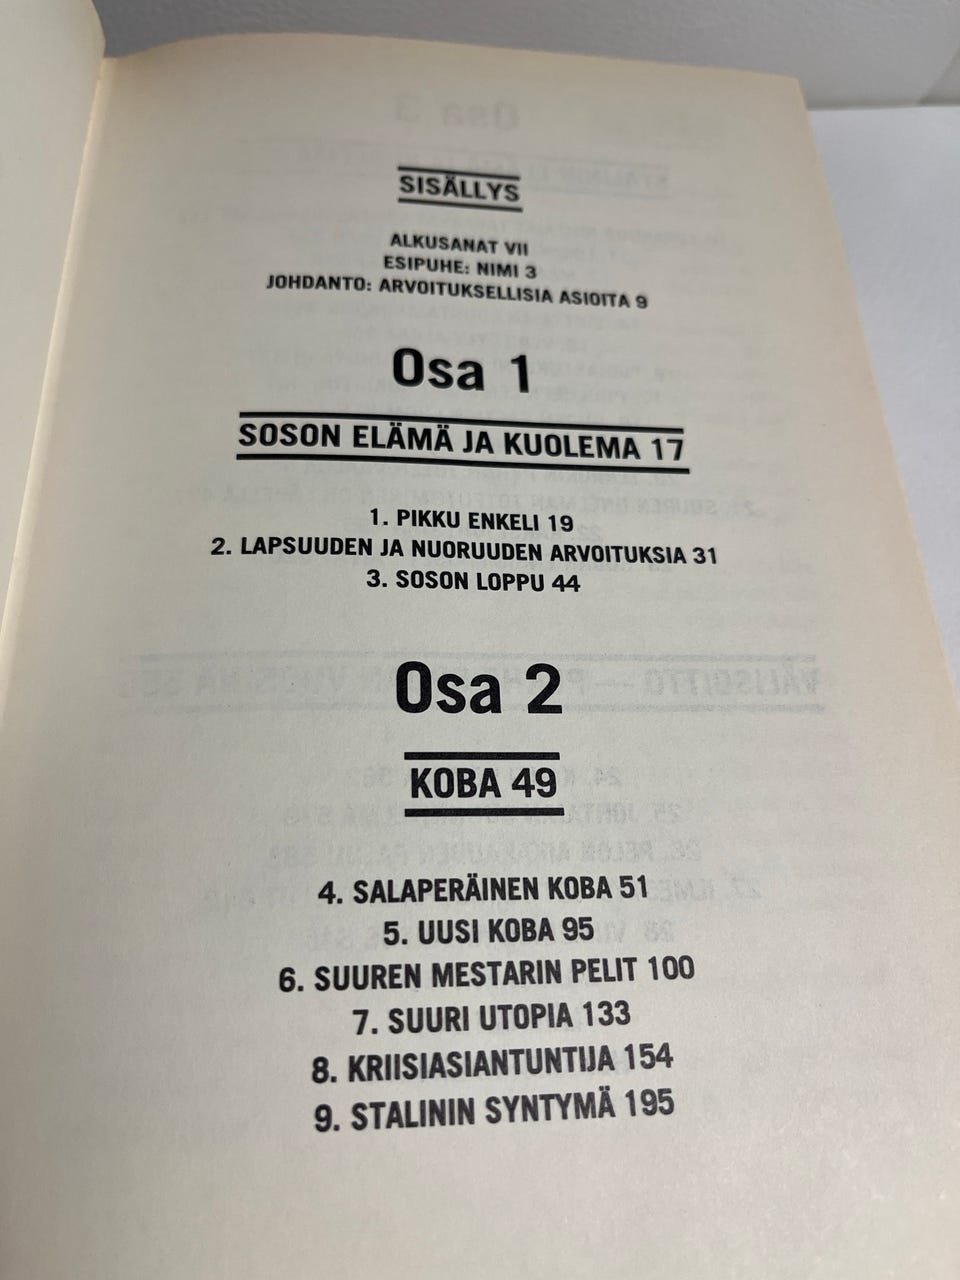 SISÄLLYS
ALKUSANAT VII
ESIPUHE: NIMI 3
JOHDANTO: ARVOITUKSELLISIA ASIOITA 9
Osa 1
SOSON ELÄMÄ JA KUOLEMA 17
1. PIKKU ENKELI 19
2. LAPSUUDEN JA NUORUUDEN ARVOITUKSIA 31
3. SOSON LOPPU 44
Osa 2
KOBA 49
4. SALAPERÄINEN KOBA 51
5. UUSI KOBA 95
6. SUUREN MESTARIN PELIT 100
7. SUURI UTOPIA 133
8. KRIISIASIANTUNTIJA 154
9. STALININ SYNTYMÄ 195